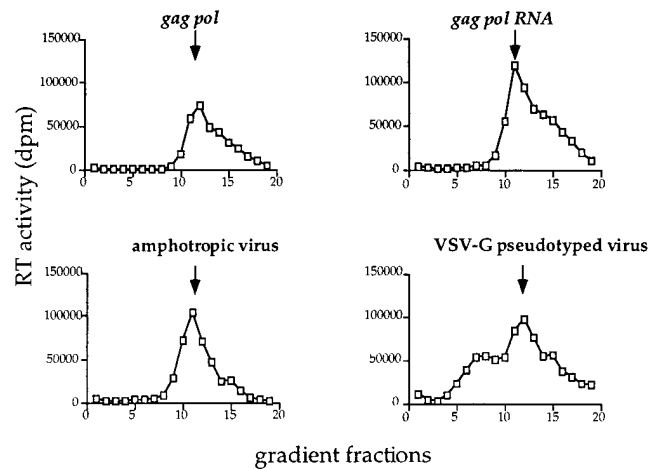 gag pol
gag pol RNA
150000
100000
50000
0
0 5 10 15 20
150000
100000
50000
0
0 5 10 15 20
RT activity (dpm)
amphotropic virus
VSV-G pseudotyped virus
150000
100000
50000
0
0 5 10 15 20
150000
100000
50000
0
0 5 10 15 20
gradient fractions